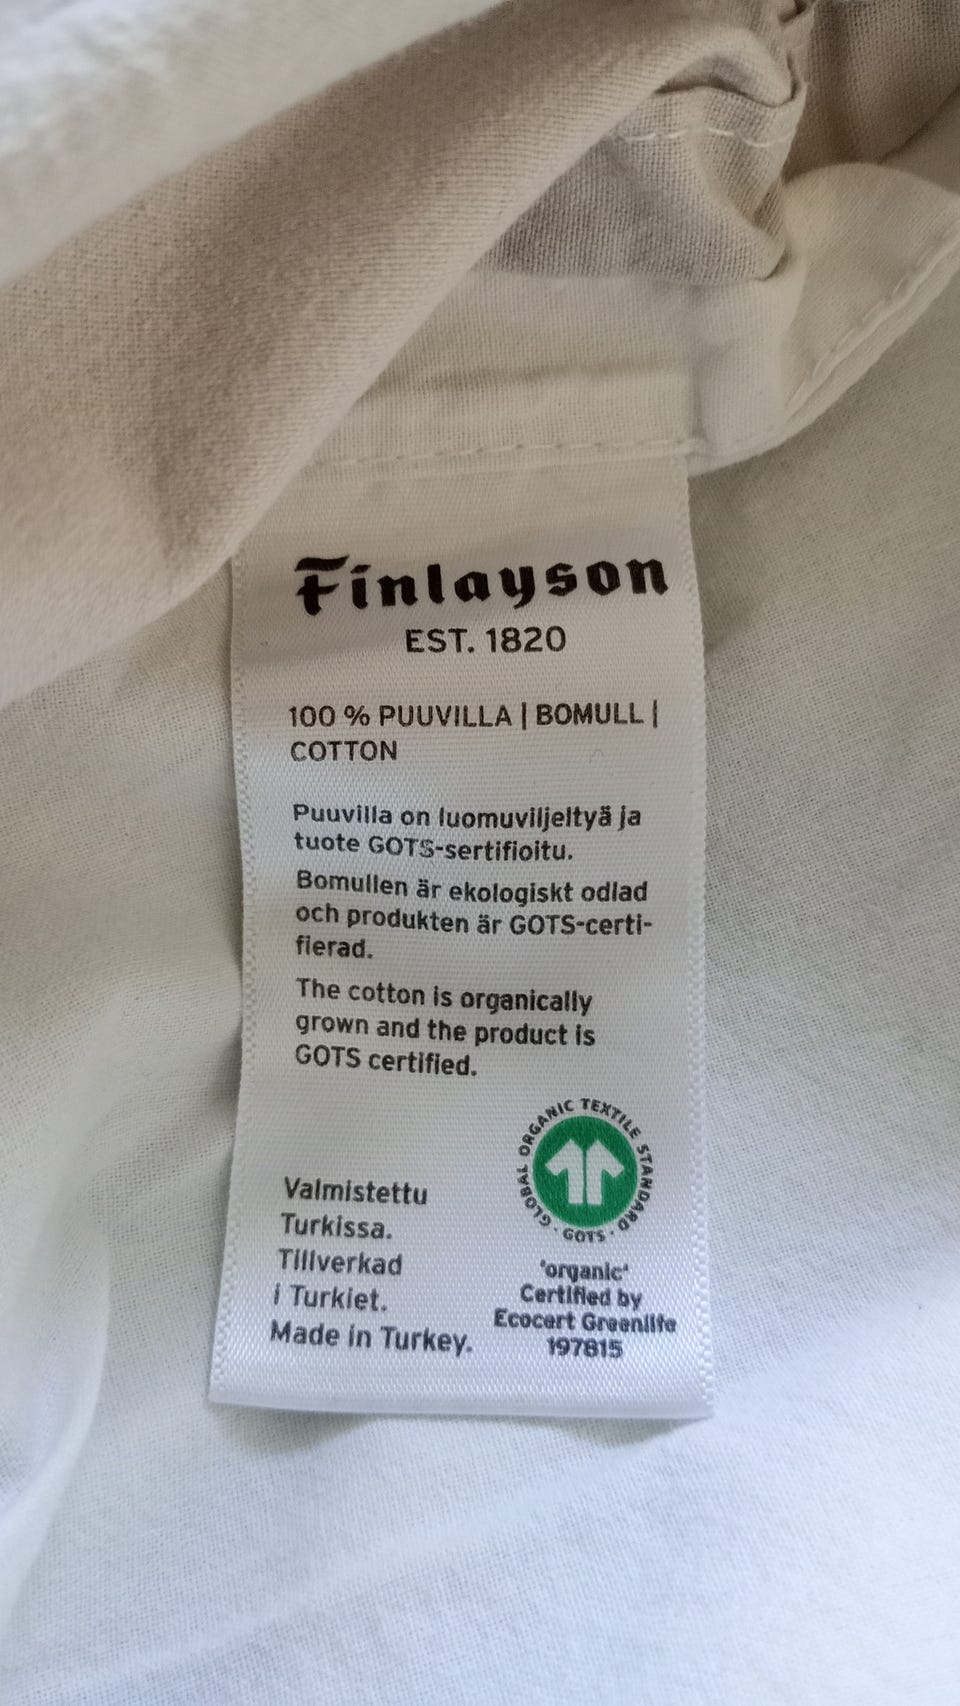 Finlayson
EST. 1820
100 % PUUVILLA | BOMULL |
COTTON
Puuvilla on luomuviljeltyä ja
tuote GOTS-sertifioitu.
Bomullen är ekologiskt odlad
och produkten är GOTS-certi-
fierad.
The cotton is organically
grown and the product is
GOTS certified.
GLOBAL ORGANIC TEXTILE STANDARD · GOTS ·
Valmistettu
Turkissa.
Tillverkad
i Turkiet.
Made in Turkey.
'organic'
Certified by
Ecocert Greenlife
197815